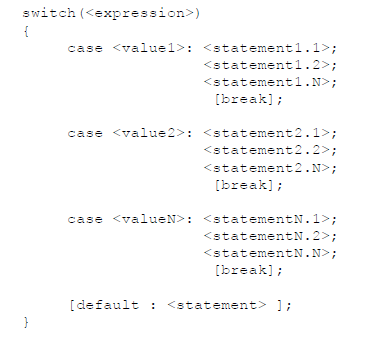 switch(<expression>)
{
case <value1>: <statement1.1>;
<statement1.2>;
<statement1.N>;
[break];
case <value2>: <statement2.1>;
<statement2.2>;
<statement2.N>;
[break];
case <valueN>: <statementN.1>;
<statementN.2>;
<statementN.N>;
[break];
[default : <statement> ];
}